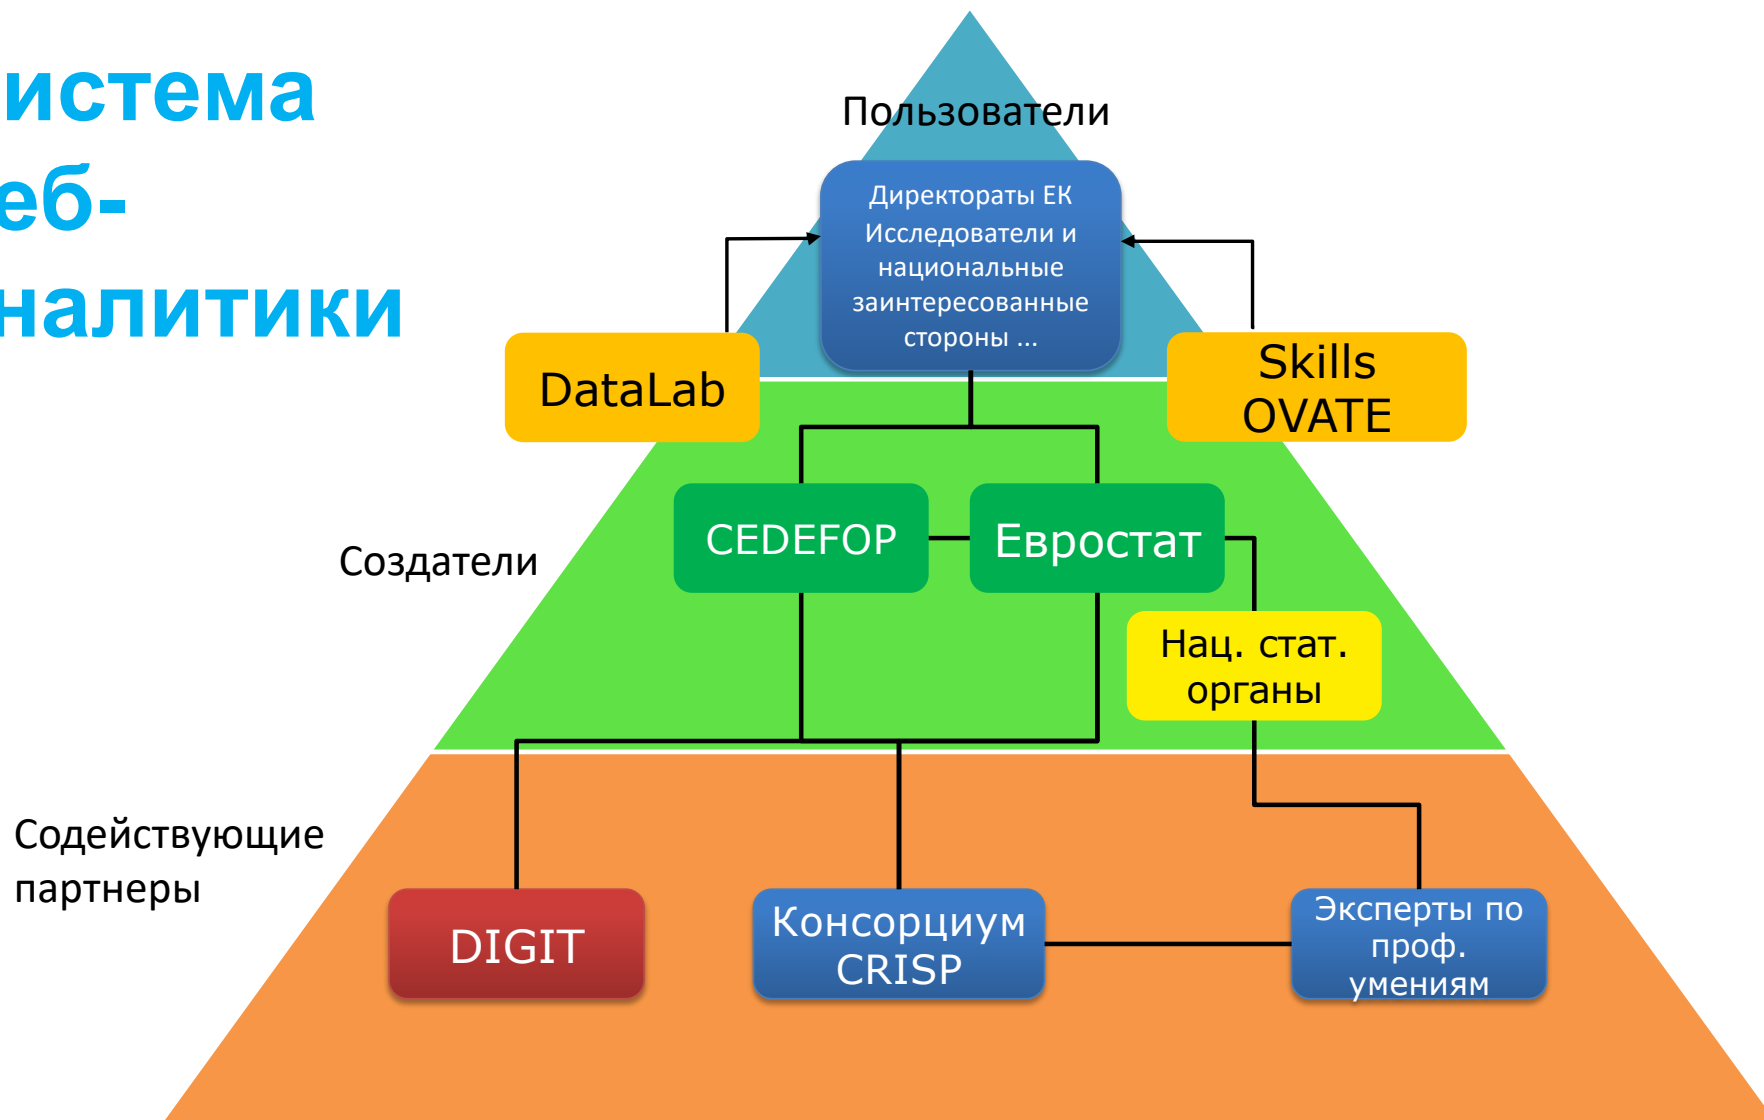 истема
еб-
налитики
Пользователи
Директораты ЕК
Исследователи и
национальные
заинтересованные
стороны ...
DataLab
Skills
OVATE
CEDEFOP
Евростат
Создатели
Нац. стат.
органы
Содействующие
партнеры
DIGIT
Консорциум
CRISP
Эксперты по
проф.
умениям